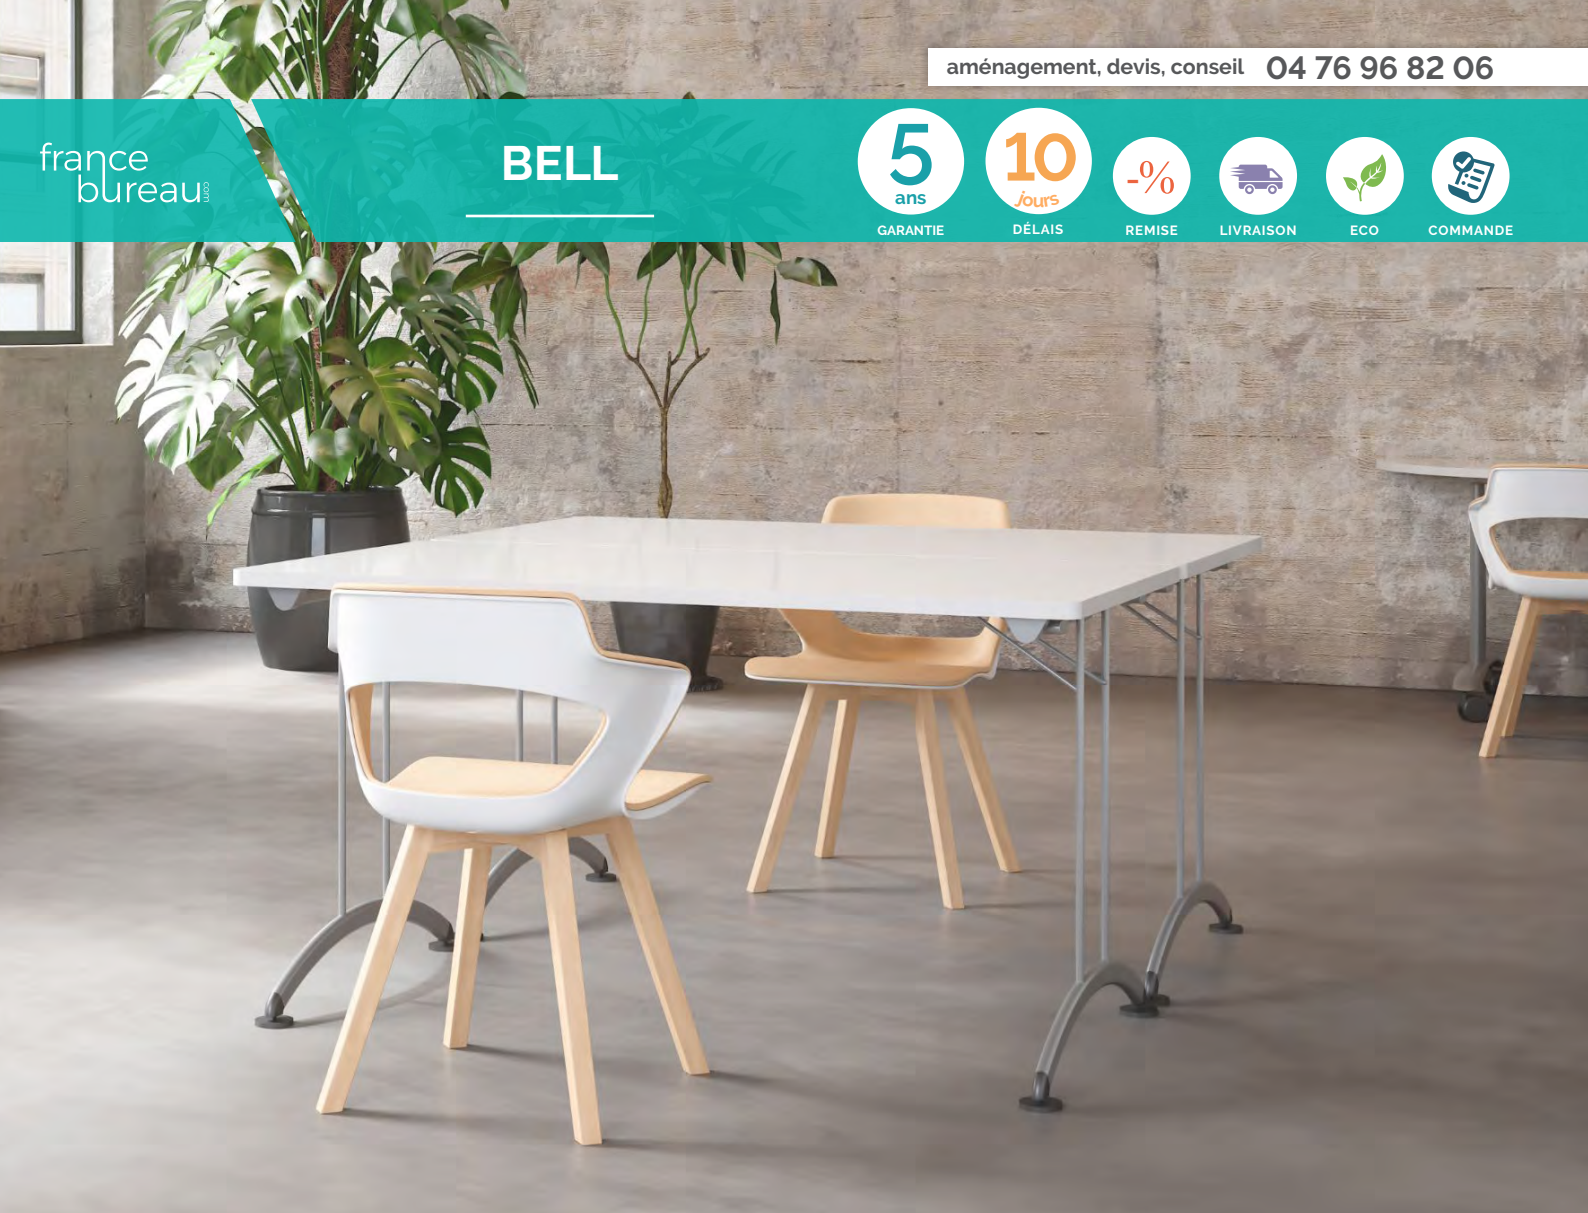 aménagement, devis, conseil 04 76 96 82 06
france
bureau.com
BELL
5
ans
GARANTIE
10
jours
DÉLAIS
-%
REMISE
LIVRAISON
ECO
COMMANDE